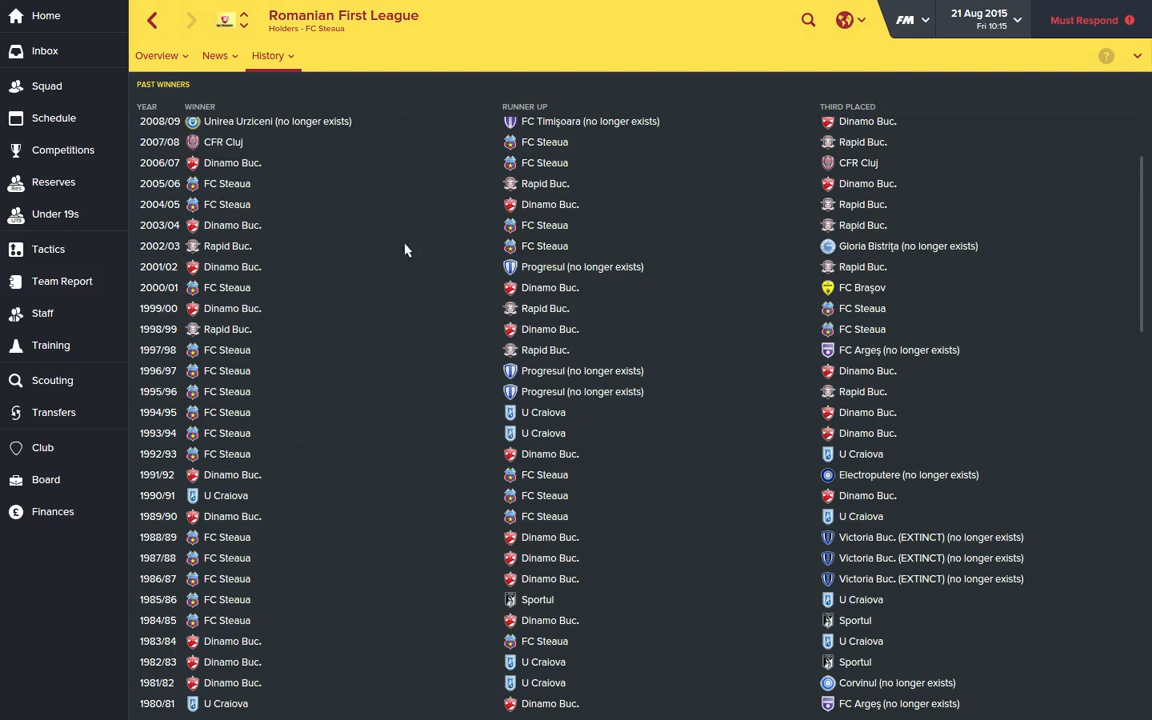 Home
Inbox
Squad
Schedule
Competitions
Reserves
Under 19s
Tactics
Team Report
Staff
Training
Scouting
Transfers
Club
Board
Finances
Romanian First League
Holders - FC Steaua
FM
21 Aug 2015
Fri 10:15
Must Respond
Overview News History
PAST WINNERS
YEAR WINNER RUNNER UP THIRD PLACED
2008/09 Unirea Urziceni (no longer exists) FC Timişoara (no longer exists) Dinamo Buc.
2007/08 CFR Cluj FC Steaua Rapid Buc.
2006/07 Dinamo Buc. FC Steaua CFR Cluj
2005/06 FC Steaua Rapid Buc. Dinamo Buc.
2004/05 FC Steaua Dinamo Buc. Rapid Buc.
2003/04 Dinamo Buc. FC Steaua Rapid Buc.
2002/03 Rapid Buc. FC Steaua Gloria Bistriţa (no longer exists)
2001/02 Dinamo Buc. Progresul (no longer exists) Rapid Buc.
2000/01 FC Steaua Dinamo Buc. FC Braşov
1999/00 Dinamo Buc. Rapid Buc. FC Steaua
1998/99 Rapid Buc. Dinamo Buc. FC Steaua
1997/98 FC Steaua Rapid Buc. FC Argeş (no longer exists)
1996/97 FC Steaua Progresul (no longer exists) Dinamo Buc.
1995/96 FC Steaua Progresul (no longer exists) Rapid Buc.
1994/95 FC Steaua U Craiova Dinamo Buc.
1993/94 FC Steaua U Craiova Dinamo Buc.
1992/93 FC Steaua Dinamo Buc. U Craiova
1991/92 Dinamo Buc. FC Steaua Electroputere (no longer exists)
1990/91 U Craiova FC Steaua Dinamo Buc.
1989/90 Dinamo Buc. FC Steaua U Craiova
1988/89 FC Steaua Dinamo Buc. Victoria Buc. (EXTINCT) (no longer exists)
1987/88 FC Steaua Dinamo Buc. Victoria Buc. (EXTINCT) (no longer exists)
1986/87 FC Steaua Dinamo Buc. Victoria Buc. (EXTINCT) (no longer exists)
1985/86 FC Steaua Sportul U Craiova
1984/85 FC Steaua Dinamo Buc. Sportul
1983/84 Dinamo Buc. FC Steaua U Craiova
1982/83 Dinamo Buc. U Craiova Sportul
1981/82 Dinamo Buc. U Craiova Corvinul (no longer exists)
1980/81 U Craiova Dinamo Buc. FC Argeş (no longer exists)